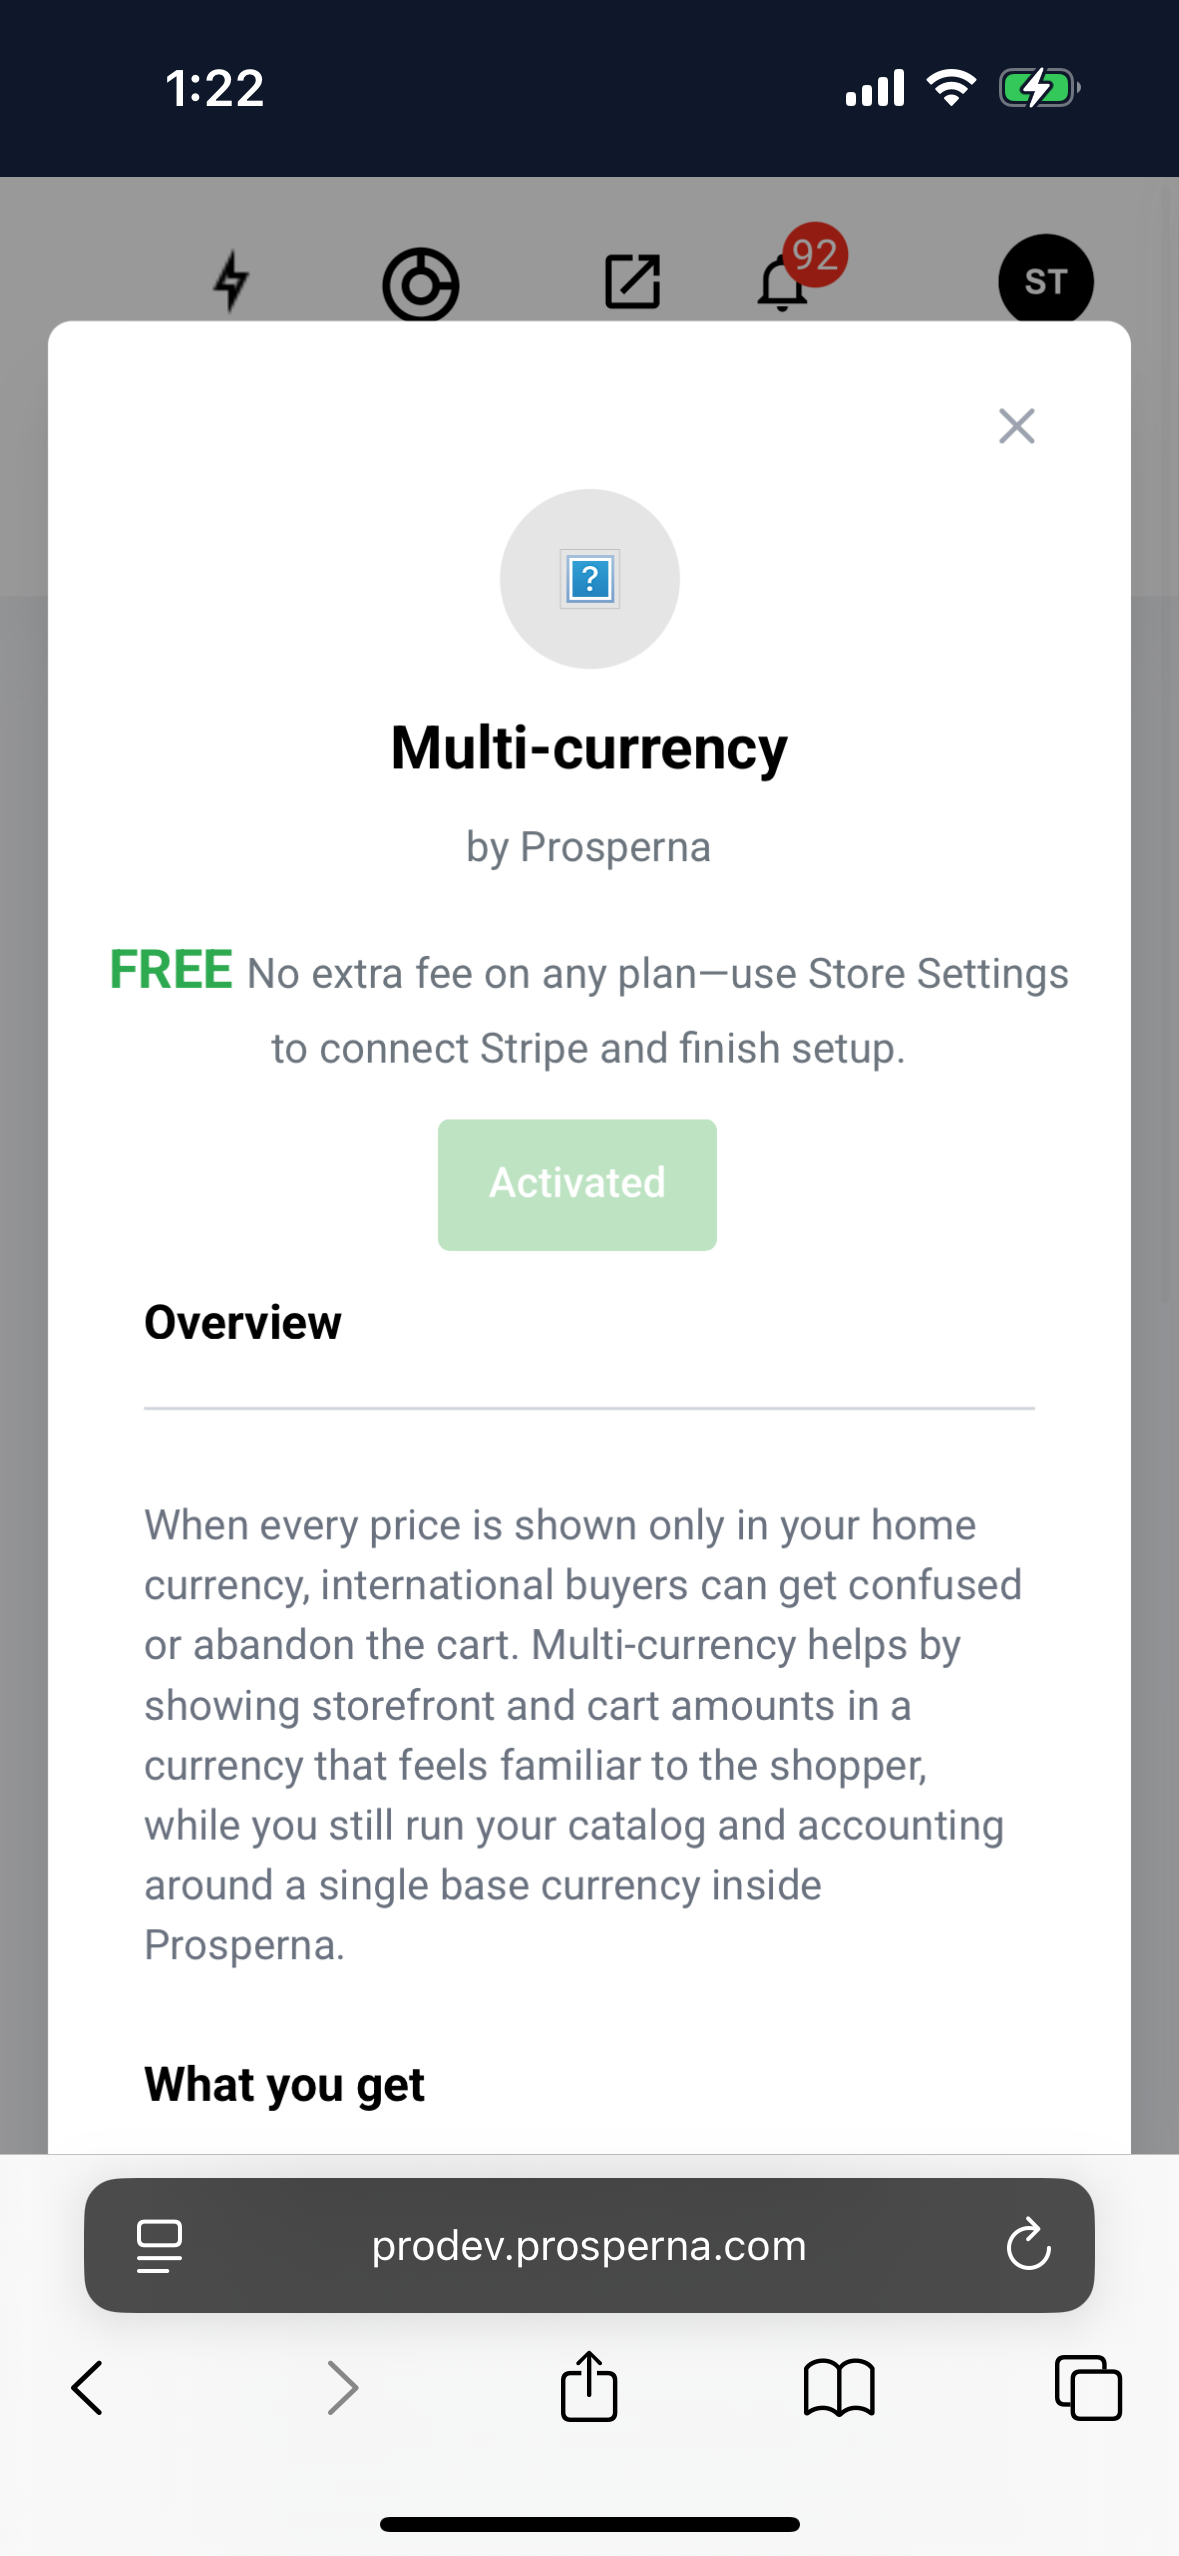 1:22
92
ST
Multi-currency
by Prosperna
FREE No extra fee on any plan—use Store Settings
to connect Stripe and finish setup.
Activated
Overview
When every price is shown only in your home
currency, international buyers can get confused
or abandon the cart. Multi-currency helps by
showing storefront and cart amounts in a
currency that feels familiar to the shopper,
while you still run your catalog and accounting
around a single base currency inside
Prosperna.
What you get
prodev.prosperna.com